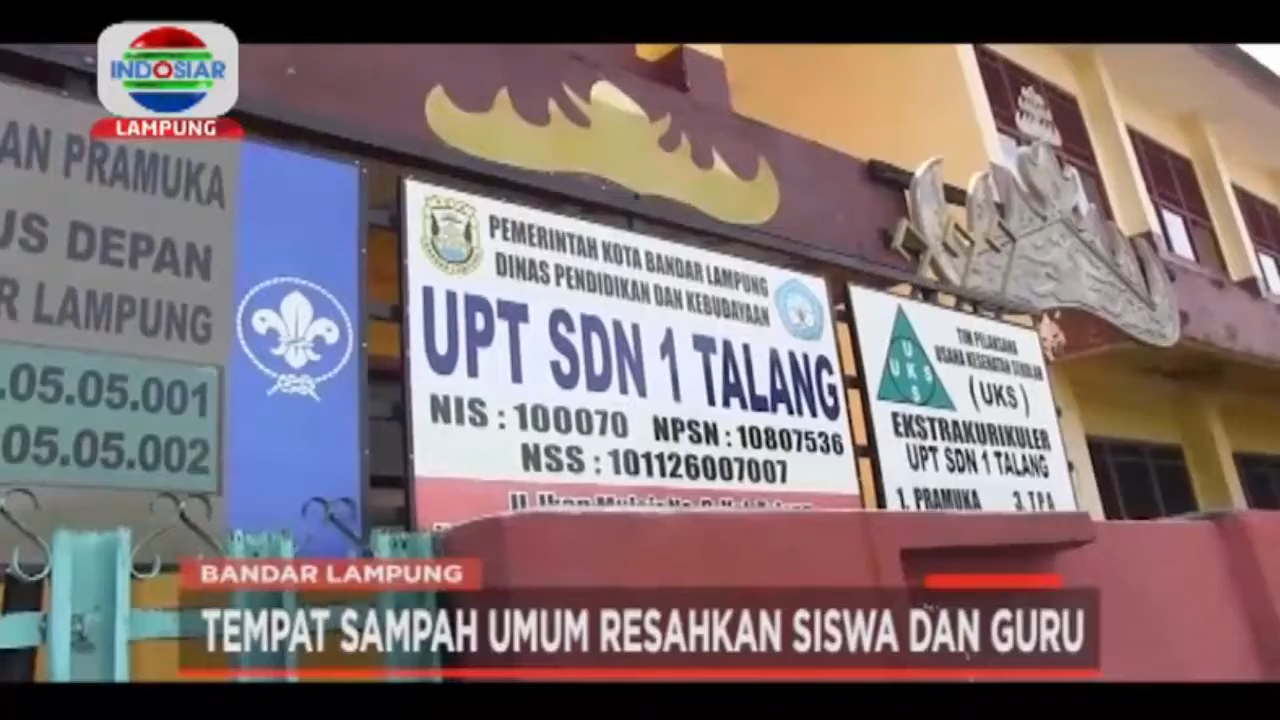 INDOSIAR
LAMPUNG
AN PRAMUKA
US DEPAN
R LAMPUNG
.05.05.001
05.05.002
PEMERINTAH KOTA BANDAR LAMPUNG
DINAS PENDIDIKAN DAN KEBUDAYAAN
UPT SDN 1 TALANG
NIS : 100070 NPSN : 10807536
NSS : 101126007007
UKS
UKS
TIM PELAKSANA
USAHA KESEHATAN SEKOLAH
(UKS)
EKSTRAKURIKULER
UPT SDN 1 TALANG
1. PRAMUKA 3. TPA
BANDAR LAMPUNG
TEMPAT SAMPAH UMUM RESAHKAN SISWA DAN GURU